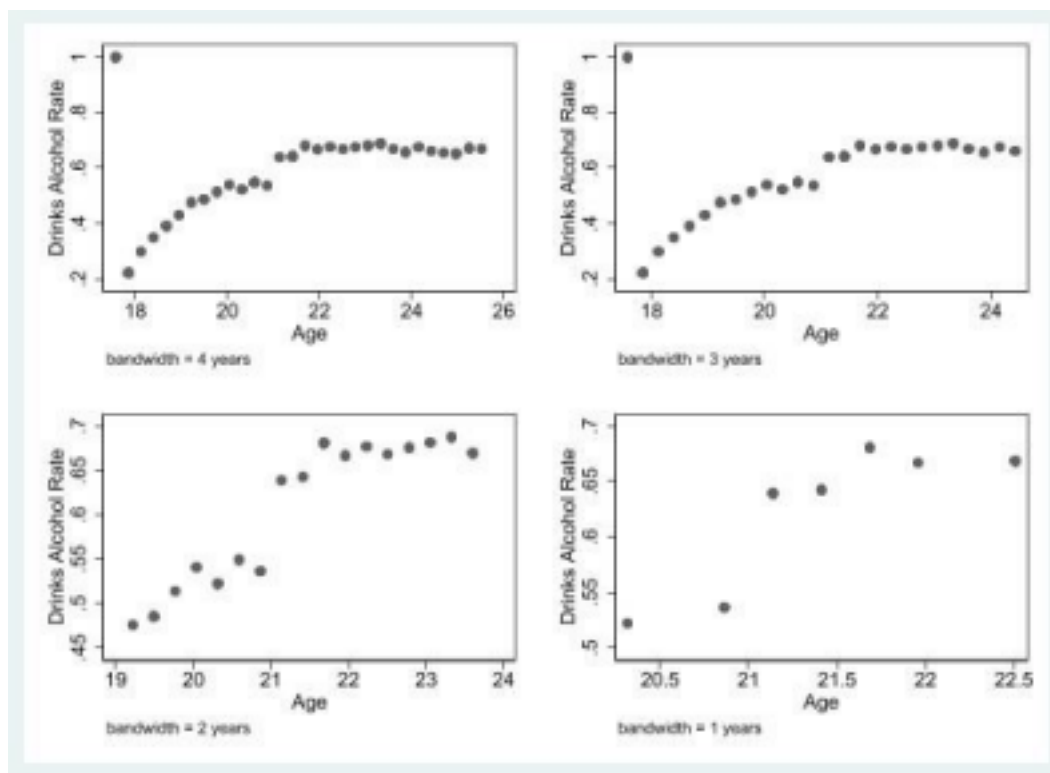 Drinks Alcohol Rate
1
.8
.6
.4
.2
18 20 22 24 26
Age
bandwidth = 4 years
Drinks Alcohol Rate
1
.8
.6
.4
.2
18 20 22 24
Age
bandwidth = 3 years
Drinks Alcohol Rate
.7
.65
.6
.55
.5
.45
19 20 21 22 23 24
Age
bandwidth = 2 years
Drinks Alcohol Rate
.7
.65
.6
.55
.5
20.5 21 21.5 22 22.5
Age
bandwidth = 1 years